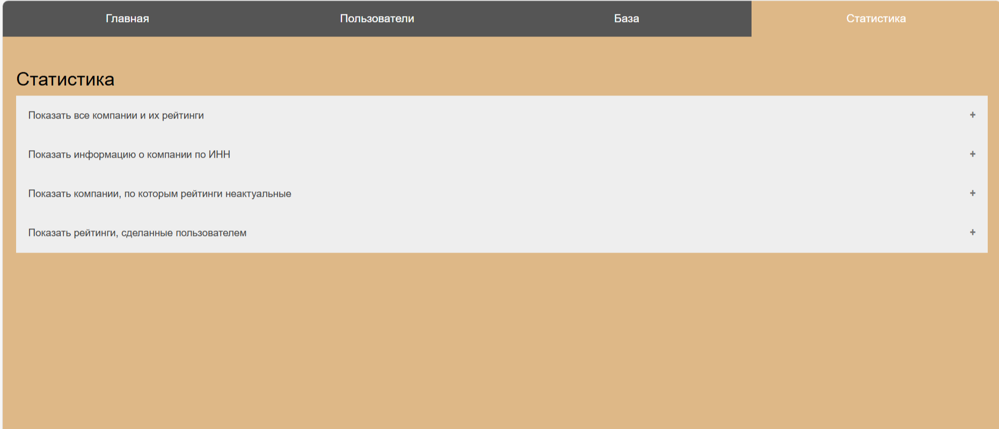 Главная Пользователи База Статистика
Статистика
Показать все компании и их рейтинги +
Показать информацию о компании по ИНН +
Показать компании, по которым рейтинги неактуальные +
Показать рейтинги, сделанные пользователем +